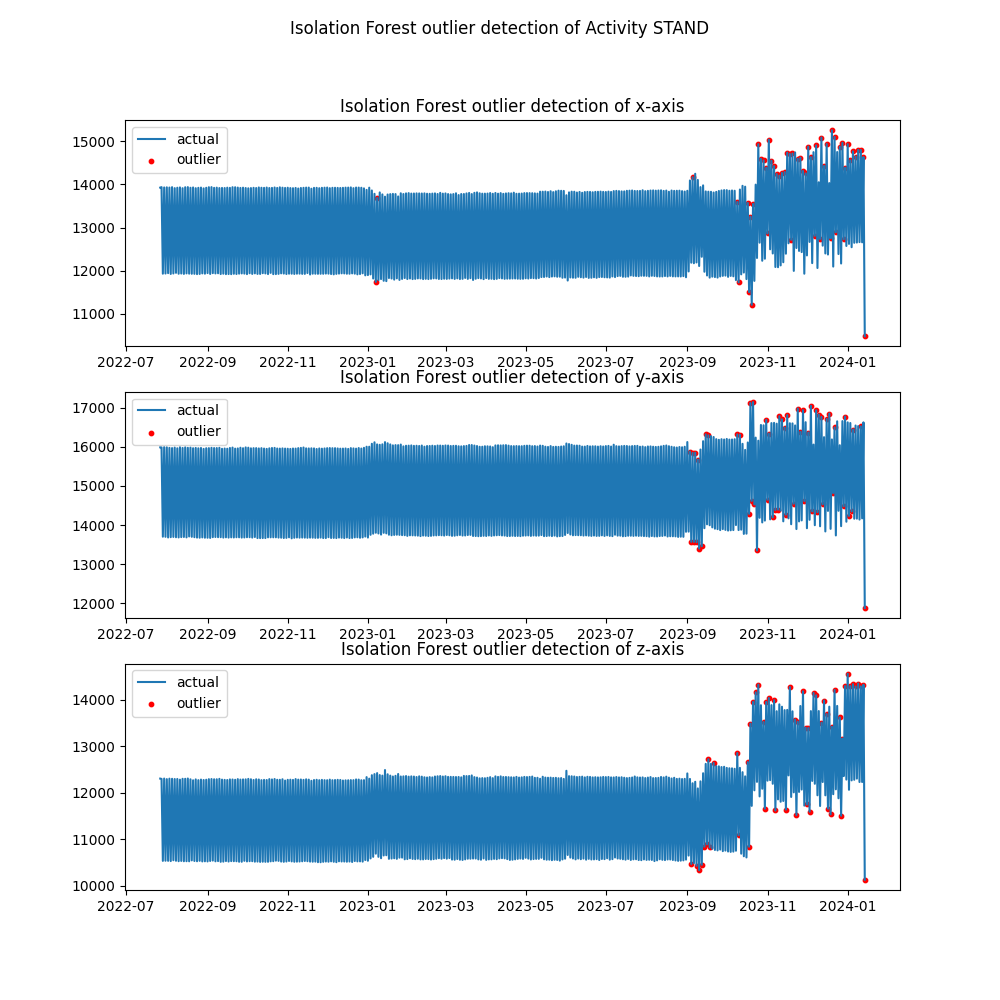 Isolation Forest outlier detection of Activity STAND
Isolation Forest outlier detection of x-axis
actual
outlier
15000
14000
13000
12000
11000
2022-07 2022-09 2022-11 2023-01 2023-03 2023-05 2023-07 2023-09 2023-11 2024-01
Isolation Forest outlier detection of y-axis
actual
outlier
17000
16000
15000
14000
13000
12000
2022-07 2022-09 2022-11 2023-01 2023-03 2023-05 2023-07 2023-09 2023-11 2024-01
Isolation Forest outlier detection of z-axis
actual
outlier
14000
13000
12000
11000
10000
2022-07 2022-09 2022-11 2023-01 2023-03 2023-05 2023-07 2023-09 2023-11 2024-01